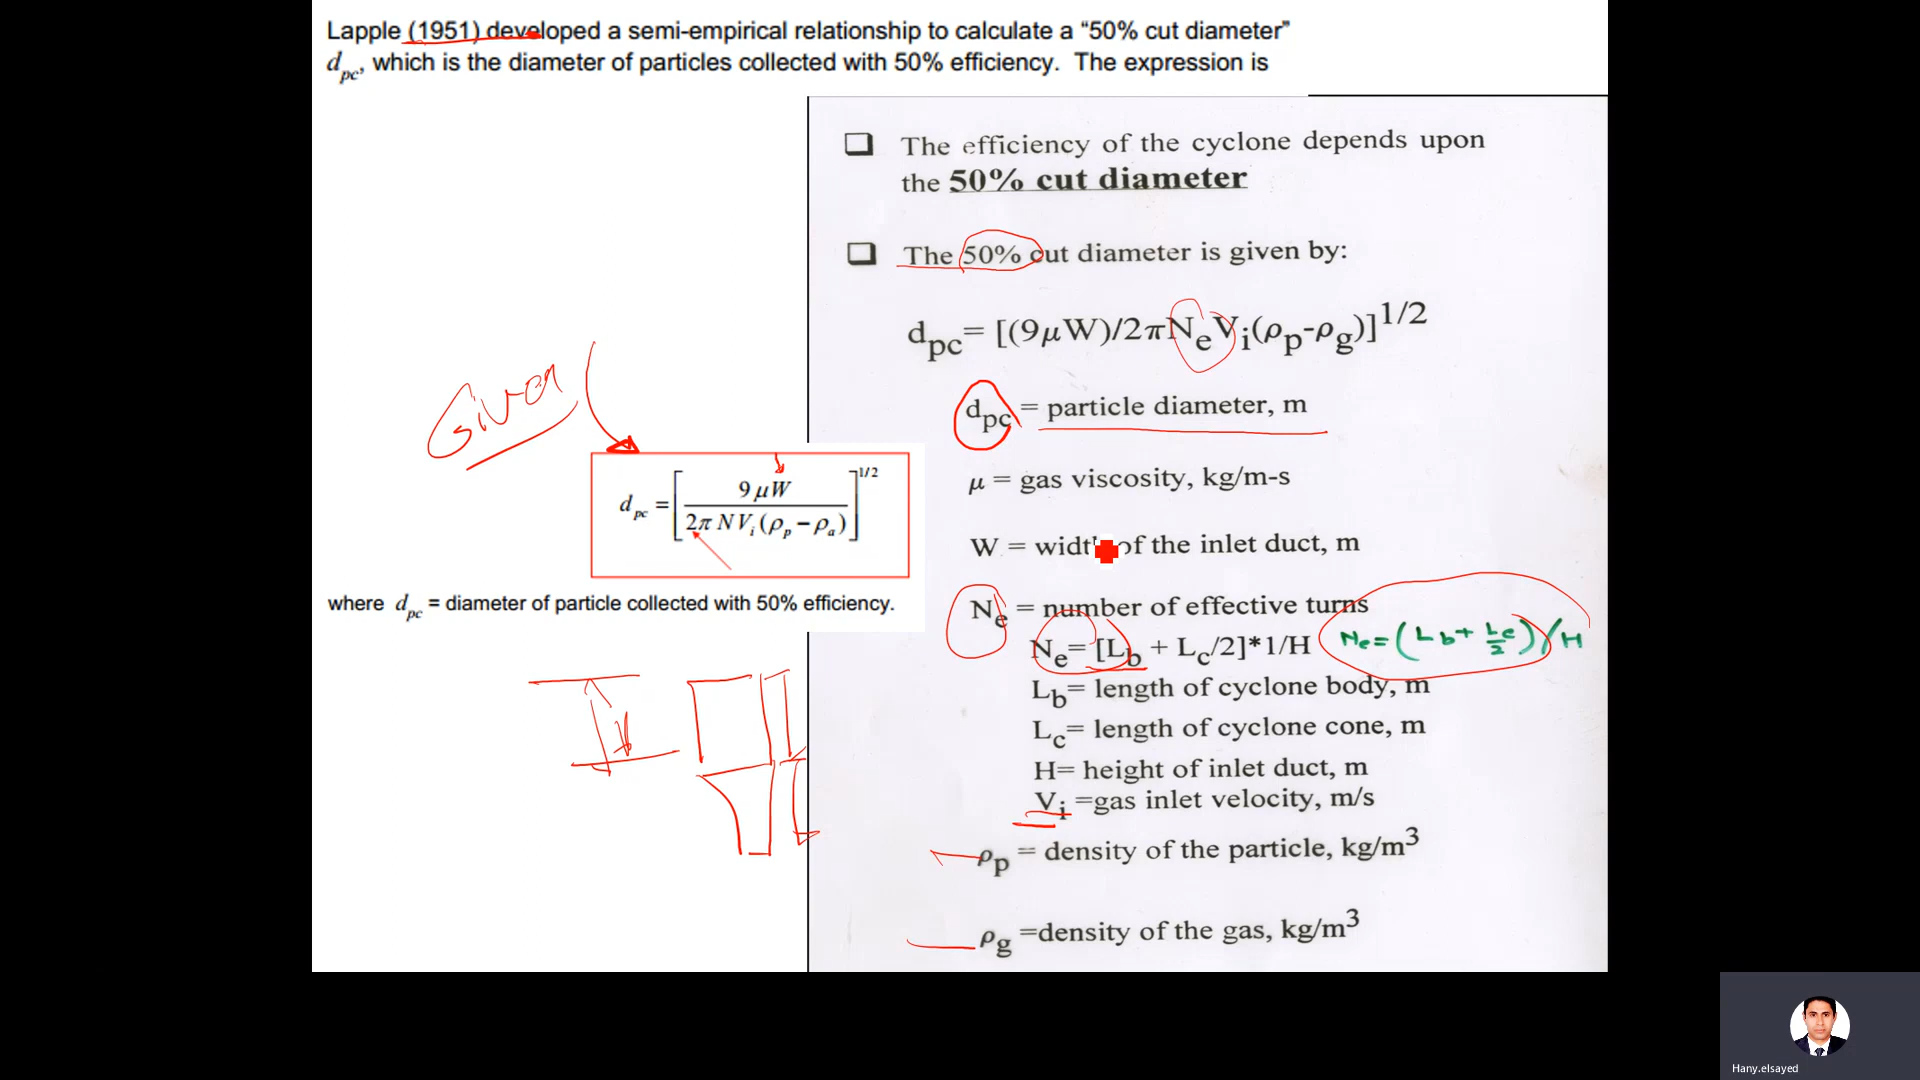 Lapple (1951) developed a semi-empirical relationship to calculate a “50% cut diameter”
dpc, which is the diameter of particles collected with 50% efficiency. The expression is
❑ The efficiency of the cyclone depends upon
the 50% cut diameter
❑ The 50% cut diameter is given by:
dpc= [(9μW)/2πNeVi(ρp-ρg)]1/2
Given
dpc = [9 μW / 2π N Vi (ρp − ρa)]1/2
where dpc = diameter of particle collected with 50% efficiency.
dpc = particle diameter, m
μ = gas viscosity, kg/m-s
W = width of the inlet duct, m
Ne = number of effective turns
Ne= [Lb + Lc/2]*1/H
Ne = (Lb + Lc/2)/H
Lb= length of cyclone body, m
Lc= length of cyclone cone, m
H= height of inlet duct, m
Vi =gas inlet velocity, m/s
ρp = density of the particle, kg/m3
ρg =density of the gas, kg/m3
Hany.elsayed